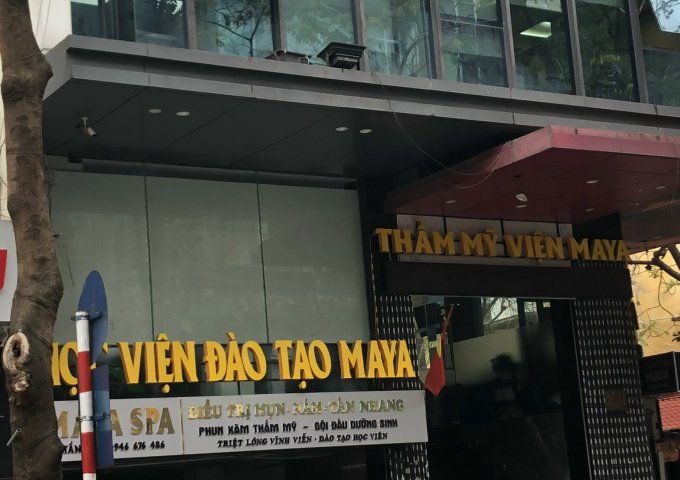 THẨM MỸ VIỆN MAYA
VIỆN ĐÀO TẠO MAYA
SPA
ĐIỀU TRỊ MỤN - NÁM - TÀN NHANG
PHUN XĂM THẨM MỸ - GỘI ĐẦU DƯỠNG SINH
946 676 486
TRIỆT LÔNG VĨNH VIỄN - ĐÀO TẠO HỌC VIÊN